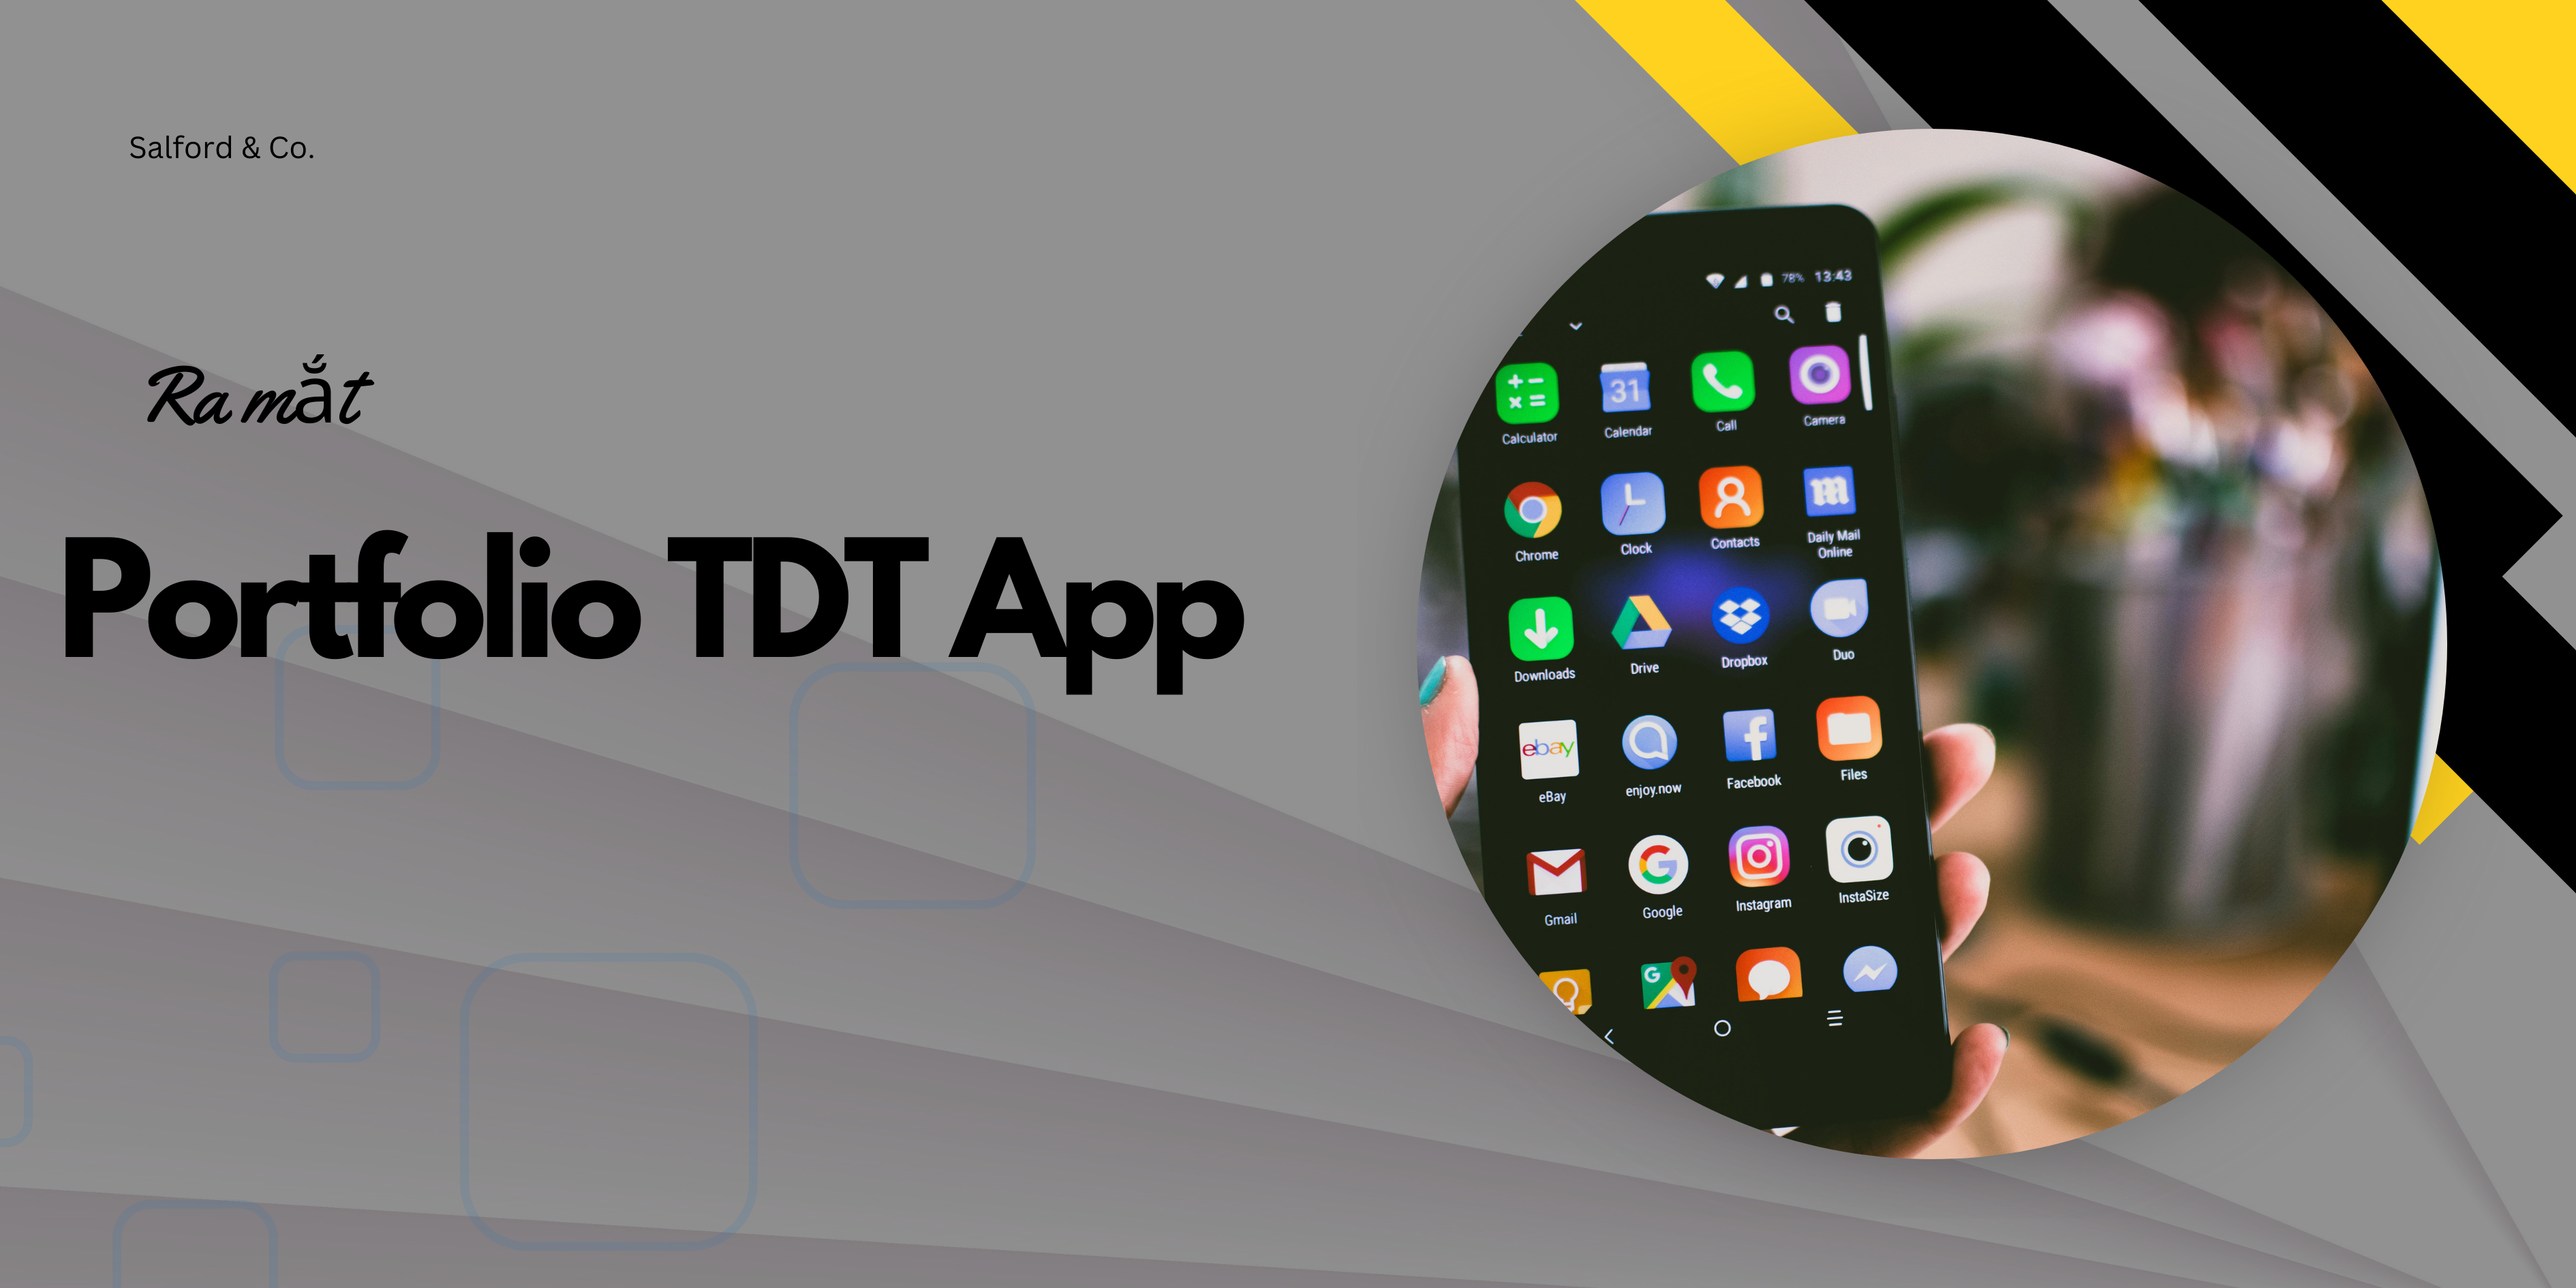 Salford & Co.
Ra mắt
Portfolio TDT App
78% 13:43
31
Calculator Calendar Call Camera
Chrome Clock Contacts Daily Mail
Online
Downloads Drive Dropbox Duo
ebay
eBay enjoy.now Facebook Files
Gmail Google Instagram InstaSize